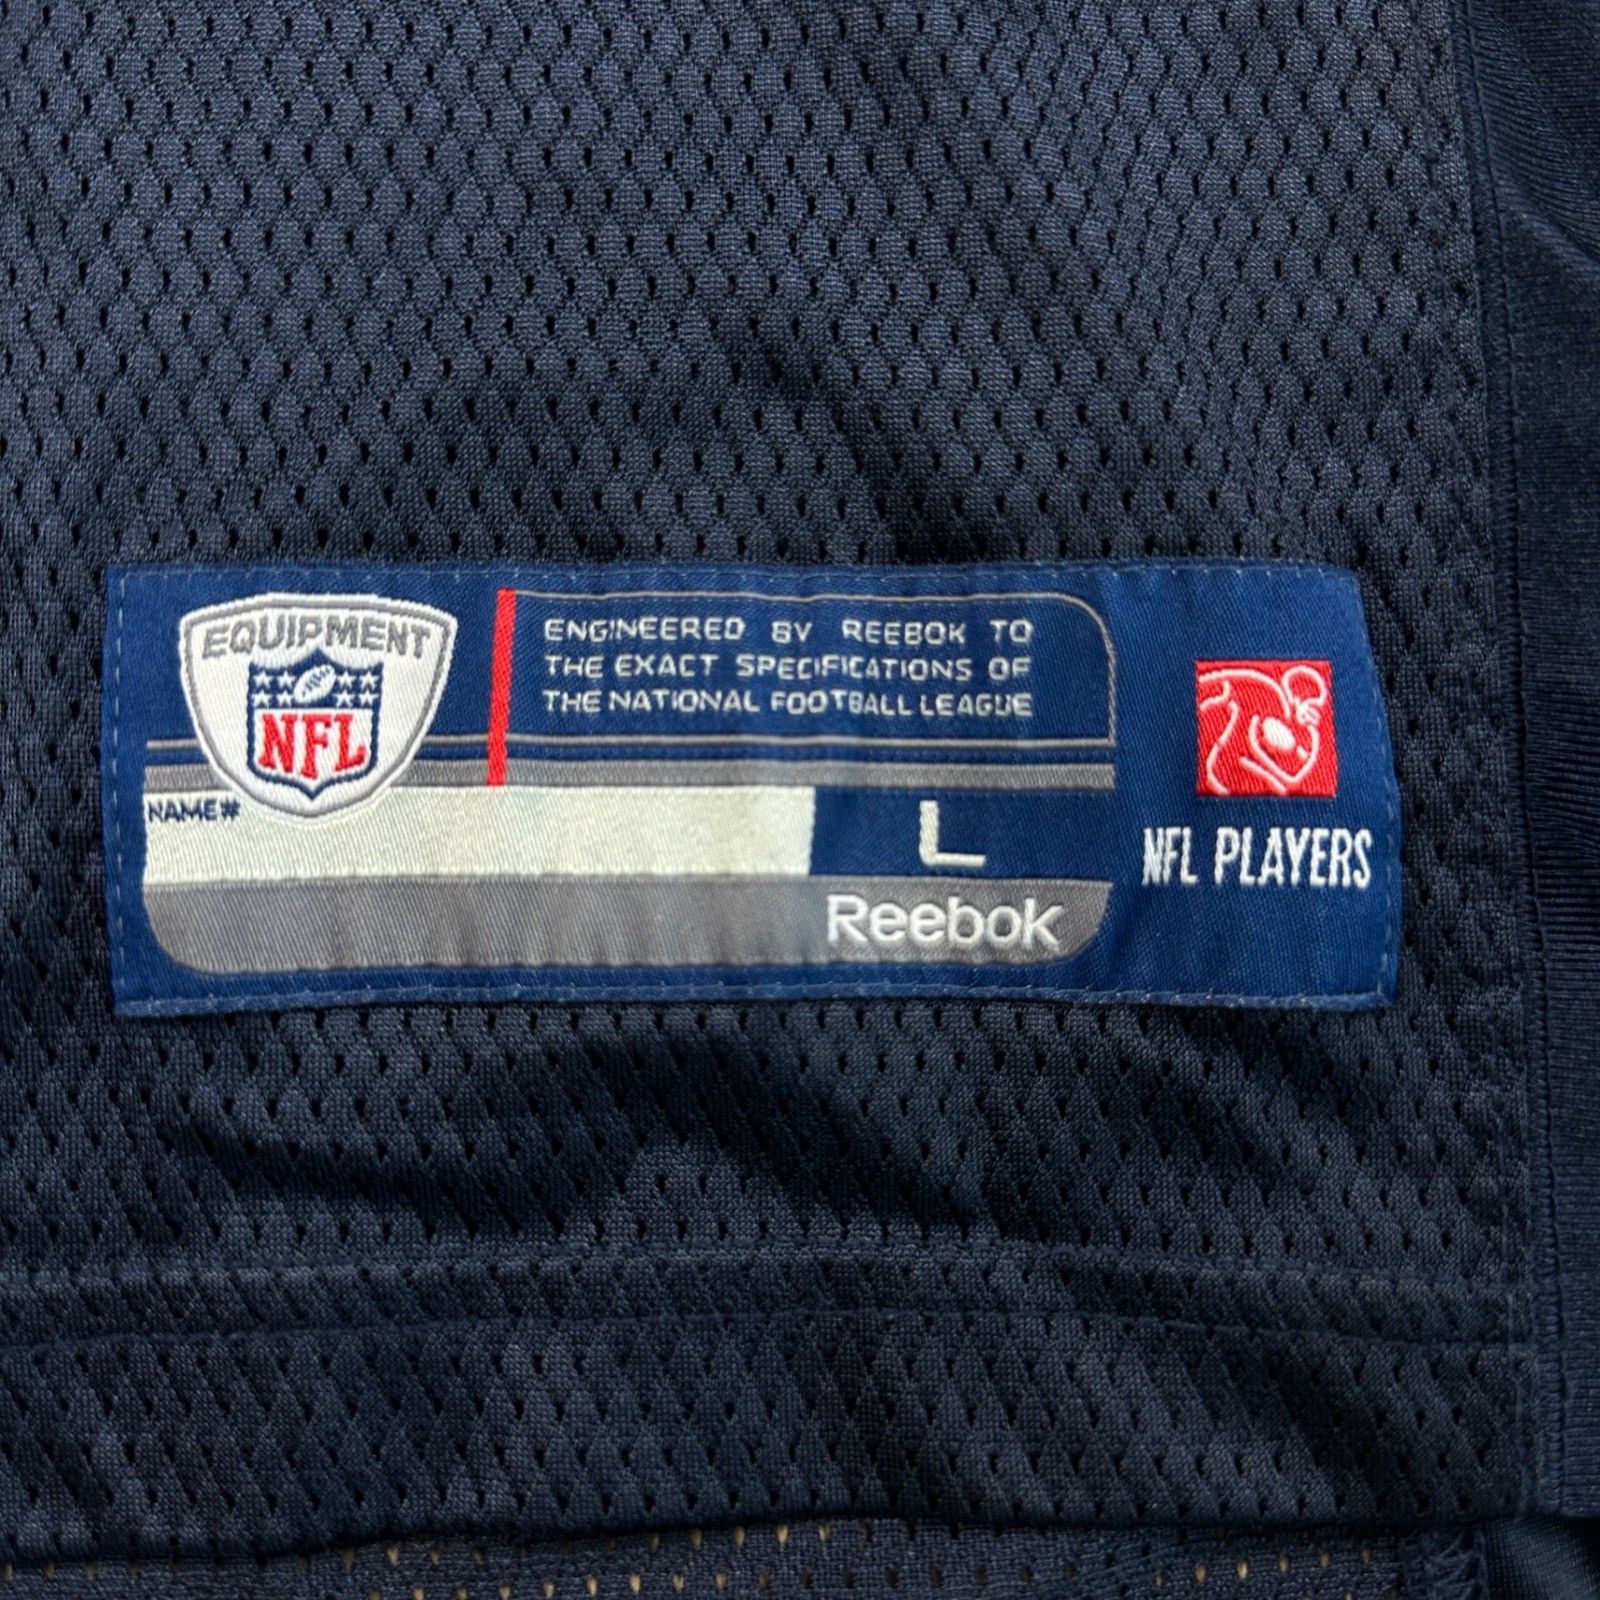 EQUIPMENT
NFL
ENGINEERED BY REEBOK TO
THE EXACT SPECIFICATIONS OF
THE NATIONAL FOOTBALL LEAGUE
NAME#
L
Reebok
NFL PLAYERS